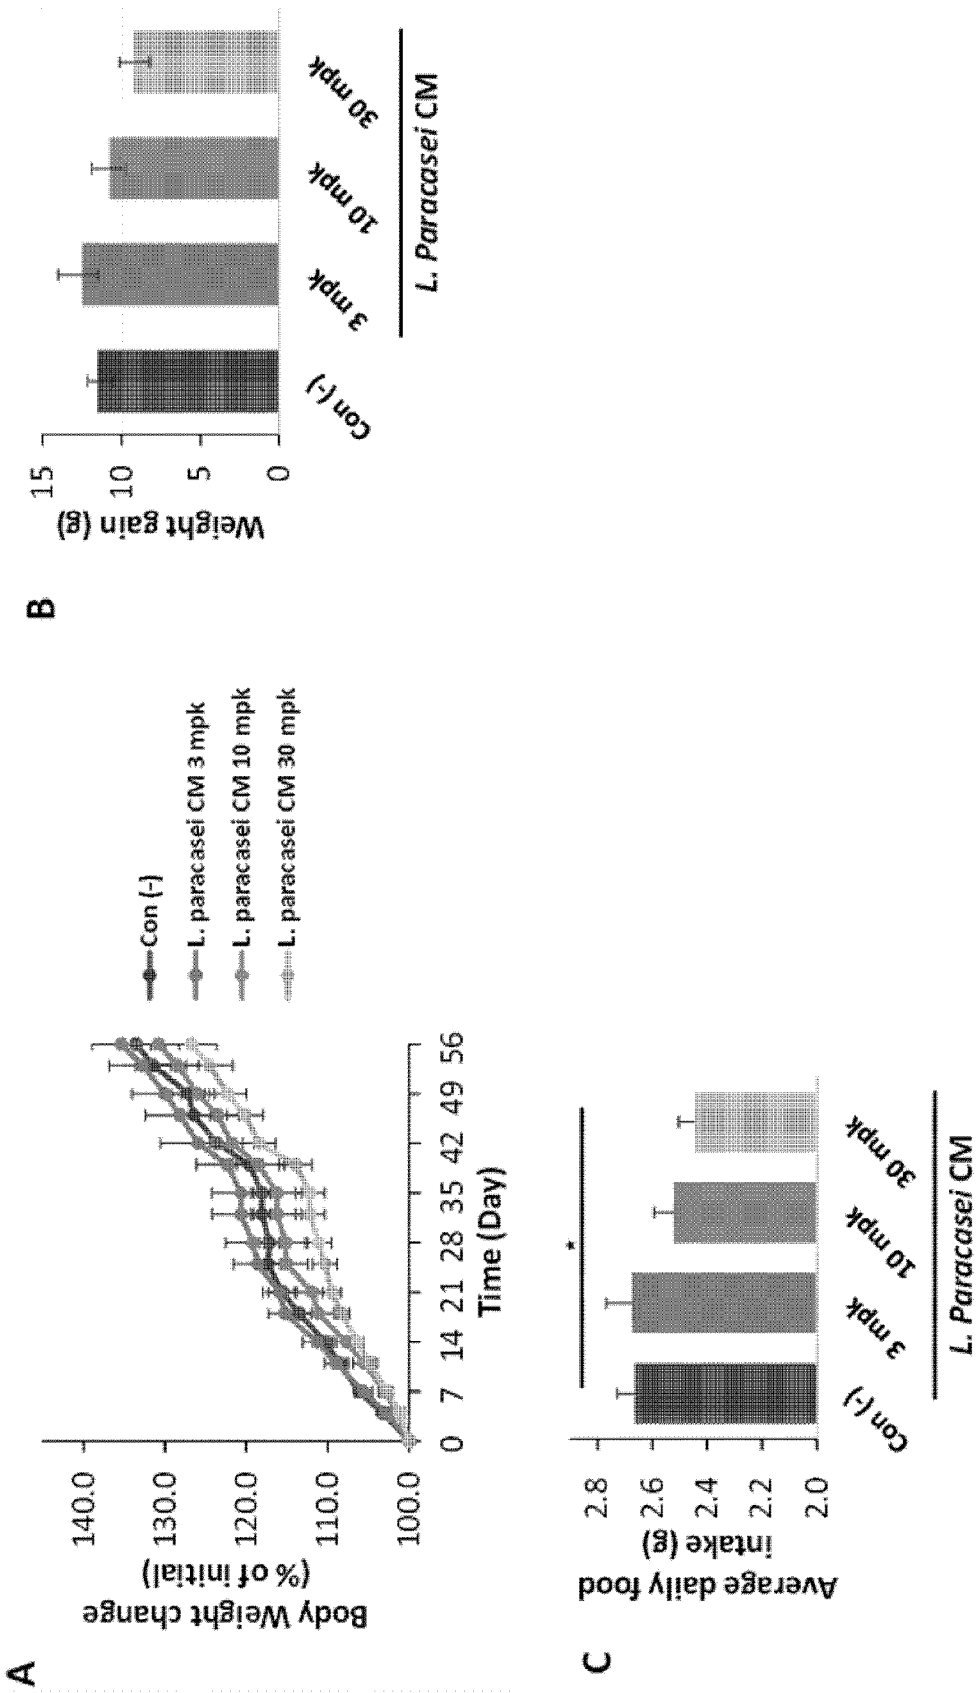 A
Body Weight change
(% of initial)
140.0
130.0
120.0
110.0
100.0
0 7 14 21 28 35 42 49 56
Time (Day)
Con (-)
L. paracasei CM 3 mpk
L. paracasei CM 10 mpk
L. paracasei CM 30 mpk
B
Weight gain (g)
15
10
5
0
Con (-)
3 mpk
10 mpk
30 mpk
L. Paracasei CM
C
Average daily food
intake (g)
2.8
2.6
2.4
2.2
2.0
*
Con (-)
3 mpk
10 mpk
30 mpk
L. Paracasei CM